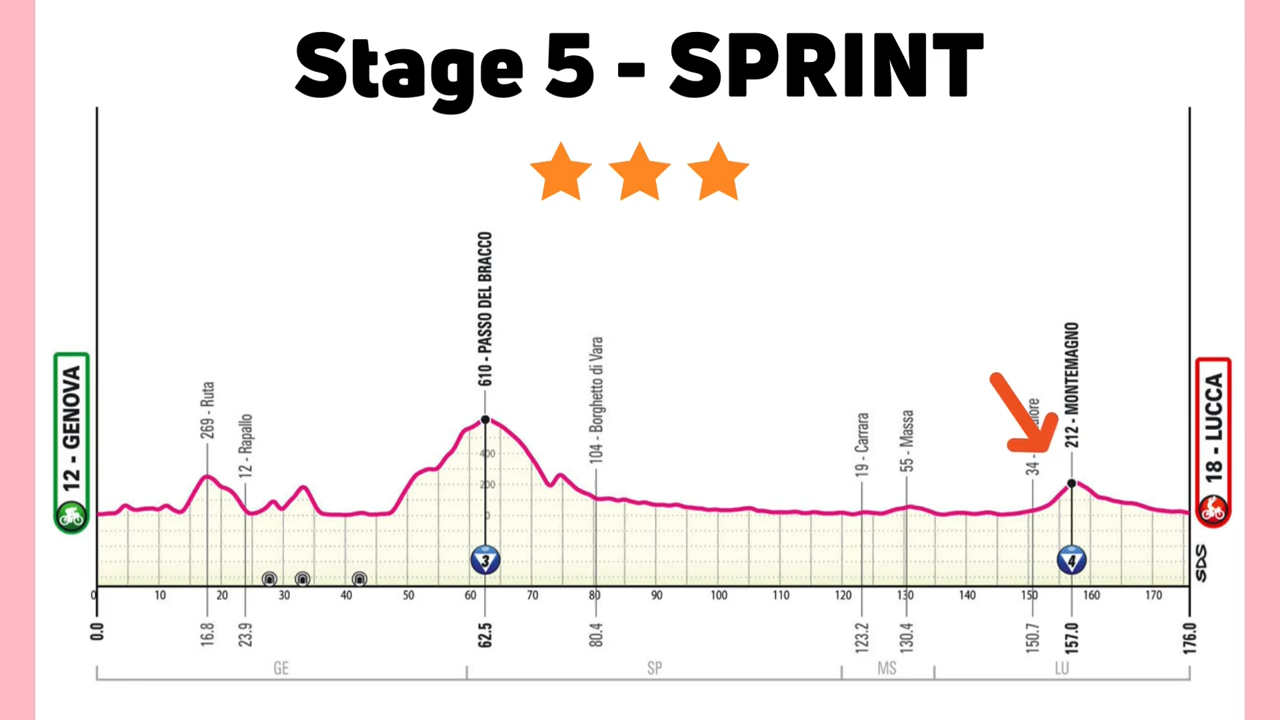 Stage 5 - SPRINT
12 - GENOVA
269 - Ruta
12 - Rapallo
610 - PASSO DEL BRACCO
104 - Borghetto di Vara
19 - Carrara
55 - Massa
34 -
212 - MONTEMAGNO
18 - LUCCA
400
200
0
3
4
SDS
0 10 20 30 40 50 60 70 80 90 100 110 120 130 140 150 160 170
0.0 16.8 23.9 62.5 80.4 123.2 130.4 150.7 157.0 176.0
GE SP MS LU